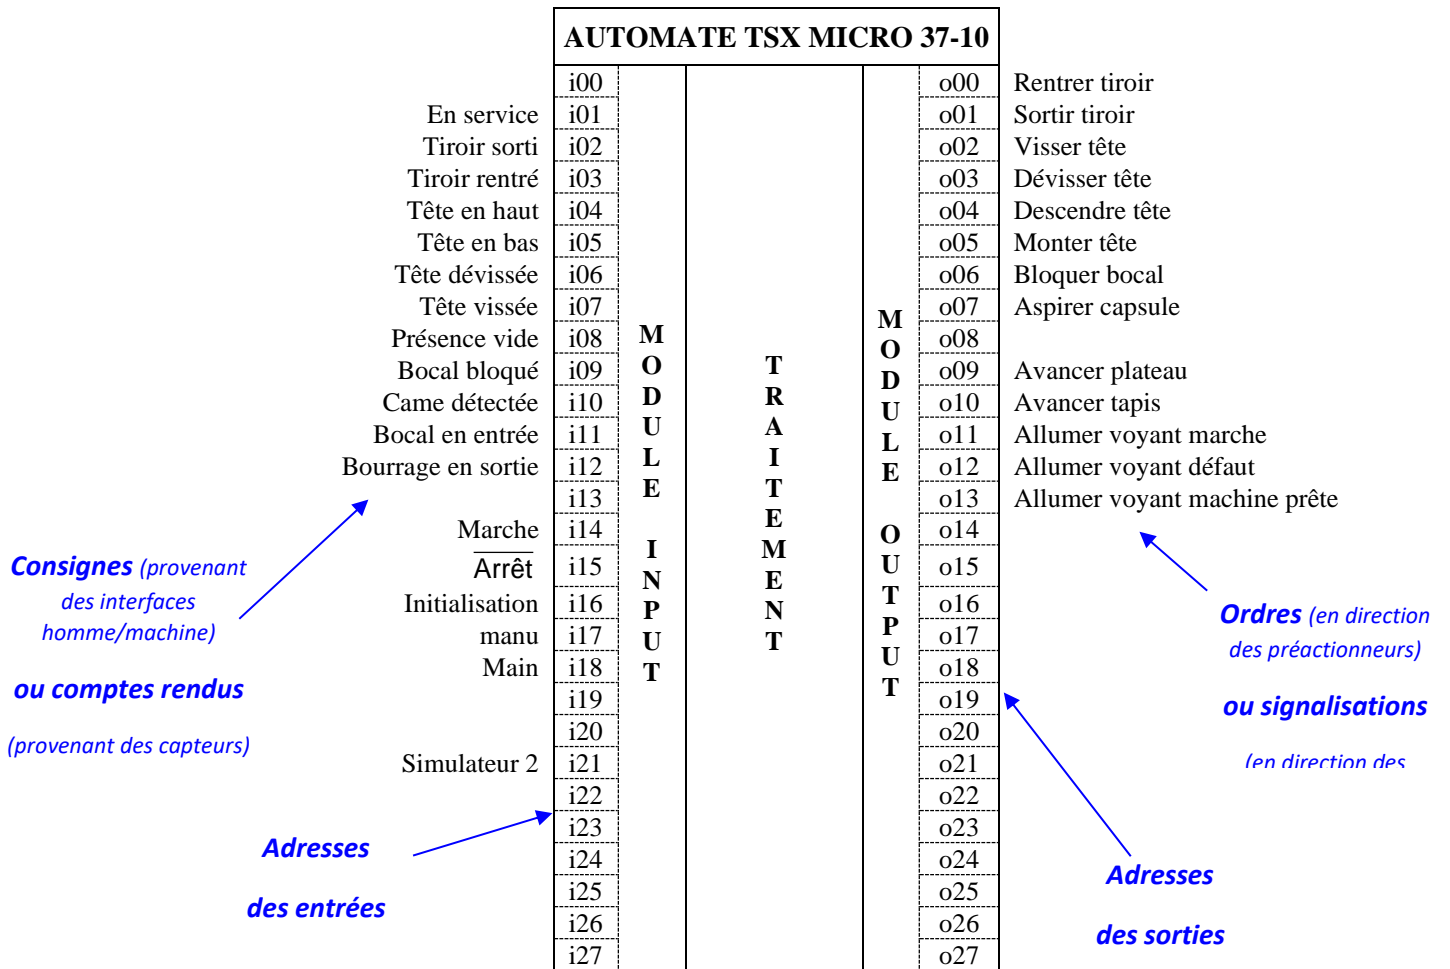 AUTOMATE TSX MICRO 37-10
i00 o00 Rentrer tiroir
En service i01 o01 Sortir tiroir
Tiroir sorti i02 o02 Visser tête
Tiroir rentré i03 o03 Dévisser tête
Tête en haut i04 o04 Descendre tête
Tête en bas i05 o05 Monter tête
Tête dévissée i06 o06 Bloquer bocal
Tête vissée i07 o07 Aspirer capsule
Présence vide i08 o08
Bocal bloqué i09 o09 Avancer plateau
Came détectée i10 o10 Avancer tapis
Bocal en entrée i11 o11 Allumer voyant marche
Bourrage en sortie i12 o12 Allumer voyant défaut
i13 o13 Allumer voyant machine prête
Marche i14 o14
Arrêt i15 o15
Initialisation i16 o16
manu i17 o17
Main i18 o18
i19 o19
i20 o20
Simulateur 2 i21 o21
i22 o22
i23 o23
i24 o24
i25 o25
i26 o26
i27 o27
MODULE INPUT
TRAITEMENT
MODULE OUTPUT
Consignes (provenant
des interfaces
homme/machine)
ou comptes rendus
(provenant des capteurs)
Adresses
des entrées
Ordres (en direction
des préactionneurs)
ou signalisations
(en direction des
Adresses
des sorties